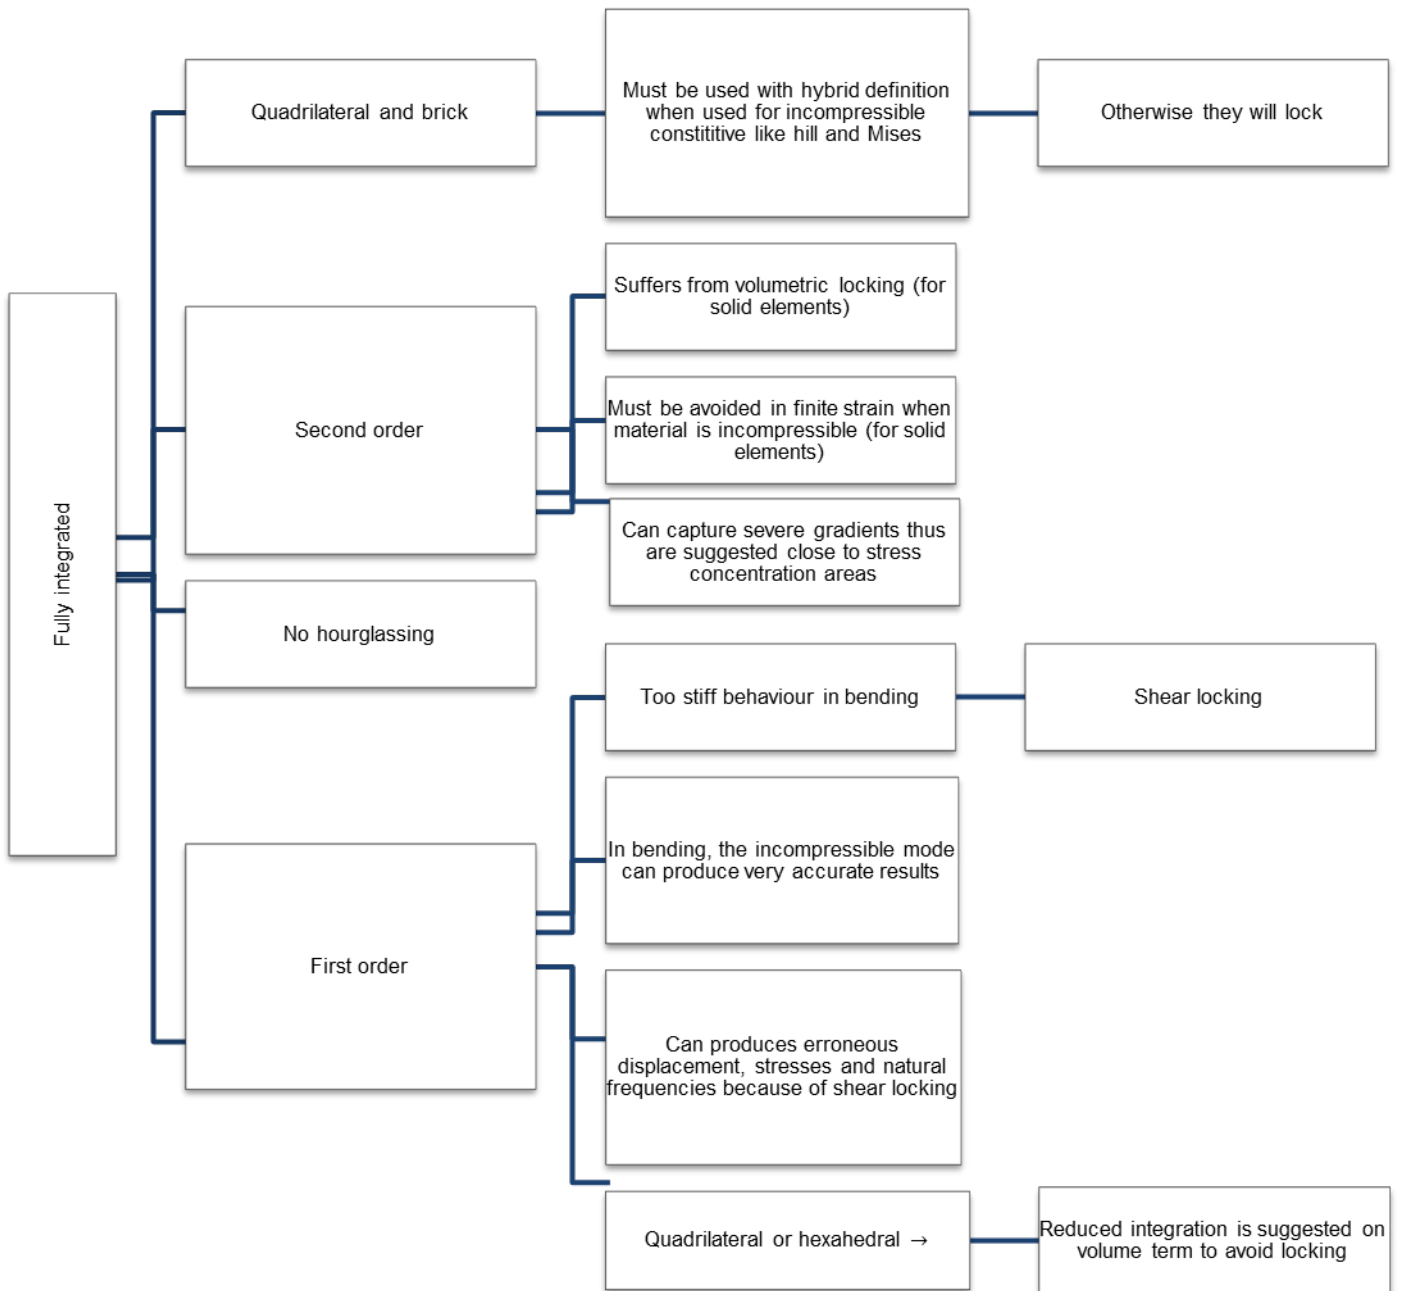 Fully integrated
Quadrilateral and brick
Must be used with hybrid definition
when used for incompressible
constititive like hill and Mises
Otherwise they will lock
Second order
Suffers from volumetric locking (for
solid elements)
Must be avoided in finite strain when
material is incompressible (for solid
elements)
Can capture severe gradients thus
are suggested close to stress
concentration areas
No hourglassing
First order
Too stiff behaviour in bending
Shear locking
In bending, the incompressible mode
can produce very accurate results
Can produces erroneous
displacement, stresses and natural
frequencies because of shear locking
Quadrilateral or hexahedral →
Reduced integration is suggested on
volume term to avoid locking